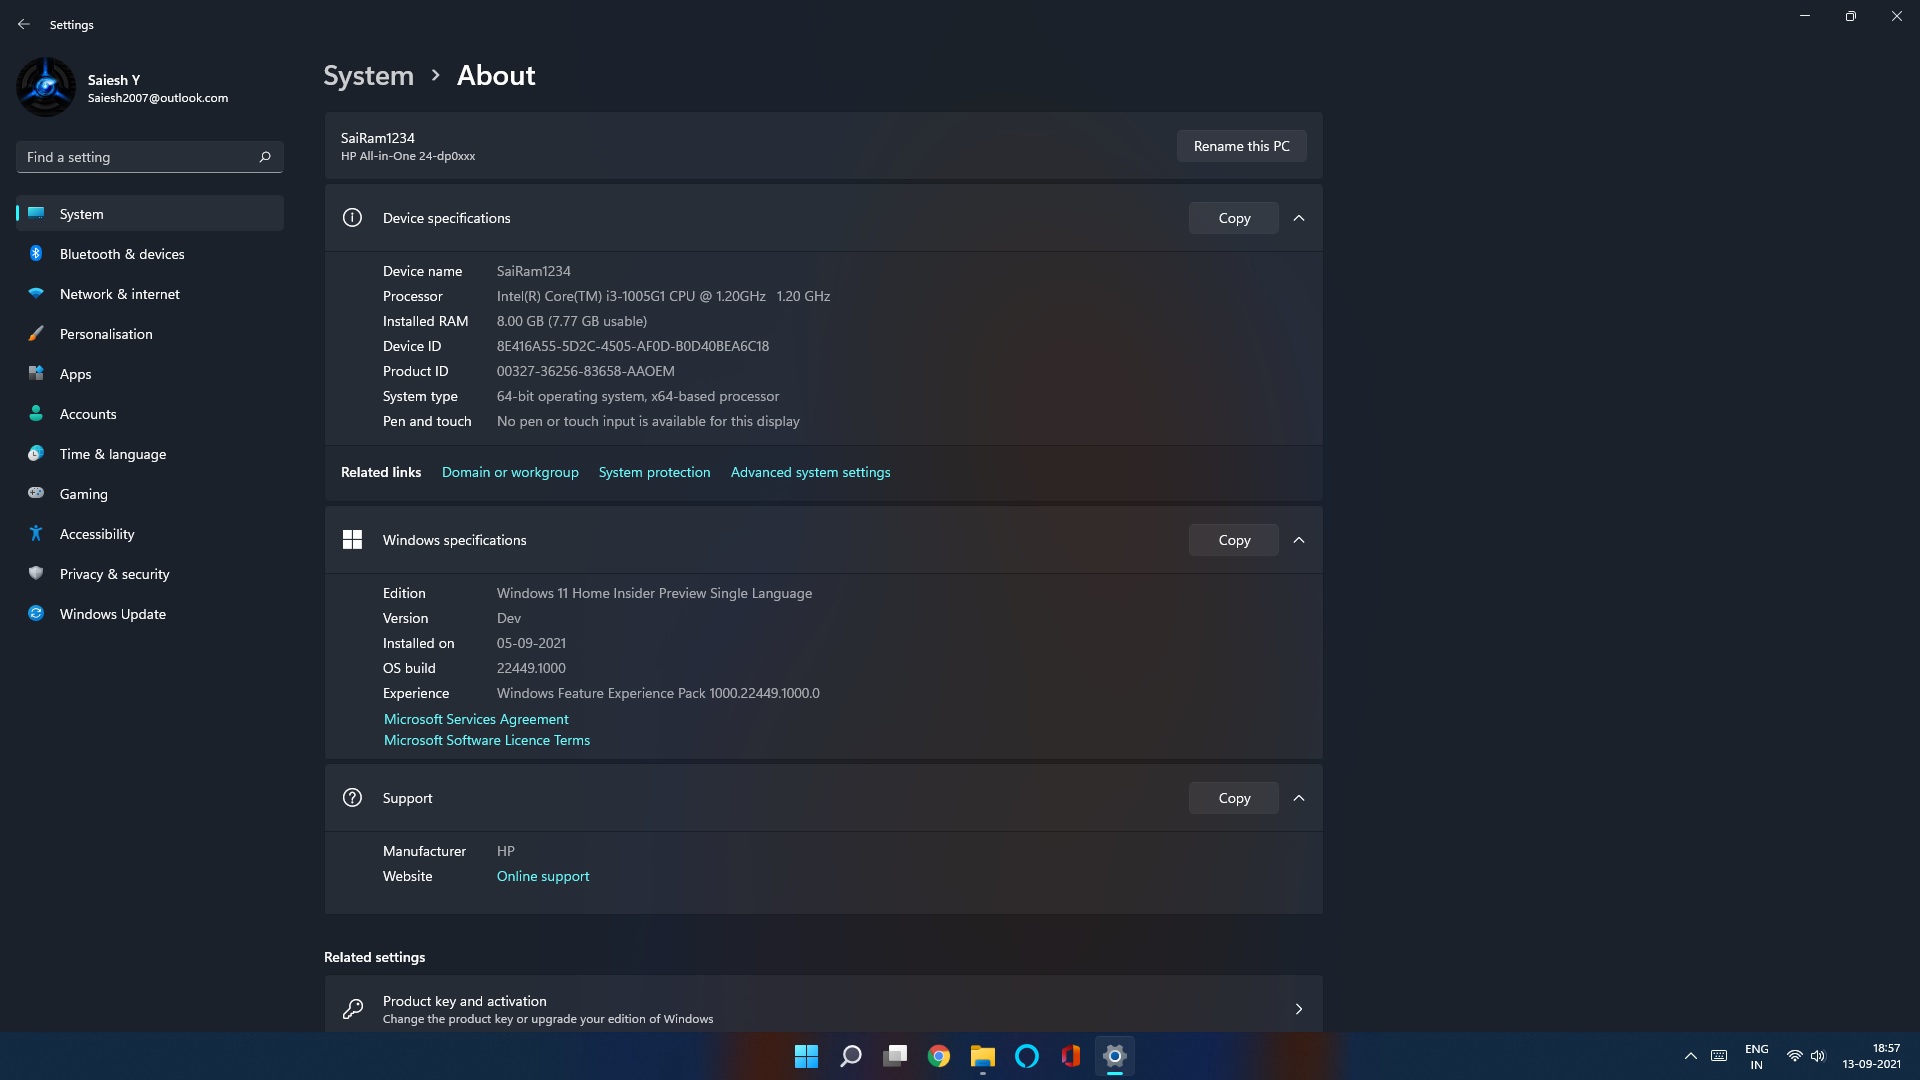 Settings
Saiesh Y
Saiesh2007@outlook.com
Find a setting
System
Bluetooth & devices
Network & internet
Personalisation
Apps
Accounts
Time & language
Gaming
Accessibility
Privacy & security
Windows Update
System > About
SaiRam1234
HP All-in-One 24-dp0xxx
Rename this PC
Device specifications
Copy
Device name SaiRam1234
Processor Intel(R) Core(TM) i3-1005G1 CPU @ 1.20GHz 1.20 GHz
Installed RAM 8.00 GB (7.77 GB usable)
Device ID 8E416A55-5D2C-4505-AF0D-B0D40BEA6C18
Product ID 00327-36256-83658-AAOEM
System type 64-bit operating system, x64-based processor
Pen and touch No pen or touch input is available for this display
Related links Domain or workgroup System protection Advanced system settings
Windows specifications
Copy
Edition Windows 11 Home Insider Preview Single Language
Version Dev
Installed on 05-09-2021
OS build 22449.1000
Experience Windows Feature Experience Pack 1000.22449.1000.0
Microsoft Services Agreement
Microsoft Software Licence Terms
Support
Copy
Manufacturer HP
Website Online support
Related settings
Product key and activation
Change the product key or upgrade your edition of Windows
ENG
IN
18:57
13-09-2021